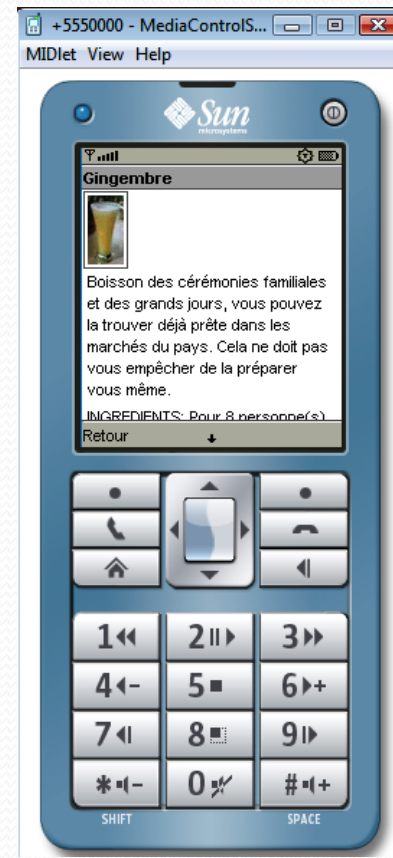 +5550000 - MediaControlS...
MIDlet View Help
Sun
microsystems
Gingembre
Boisson des cérémonies familiales
et des grands jours, vous pouvez
la trouver déjà prête dans les
marchés du pays. Cela ne doit pas
vous empêcher de la préparer
vous même.
INGREDIENTS: Pour 8 personne(s)
Retour
1 2 3
4 - 5 6 +
7 8 9
* - 0 # +
SHIFT SPACE